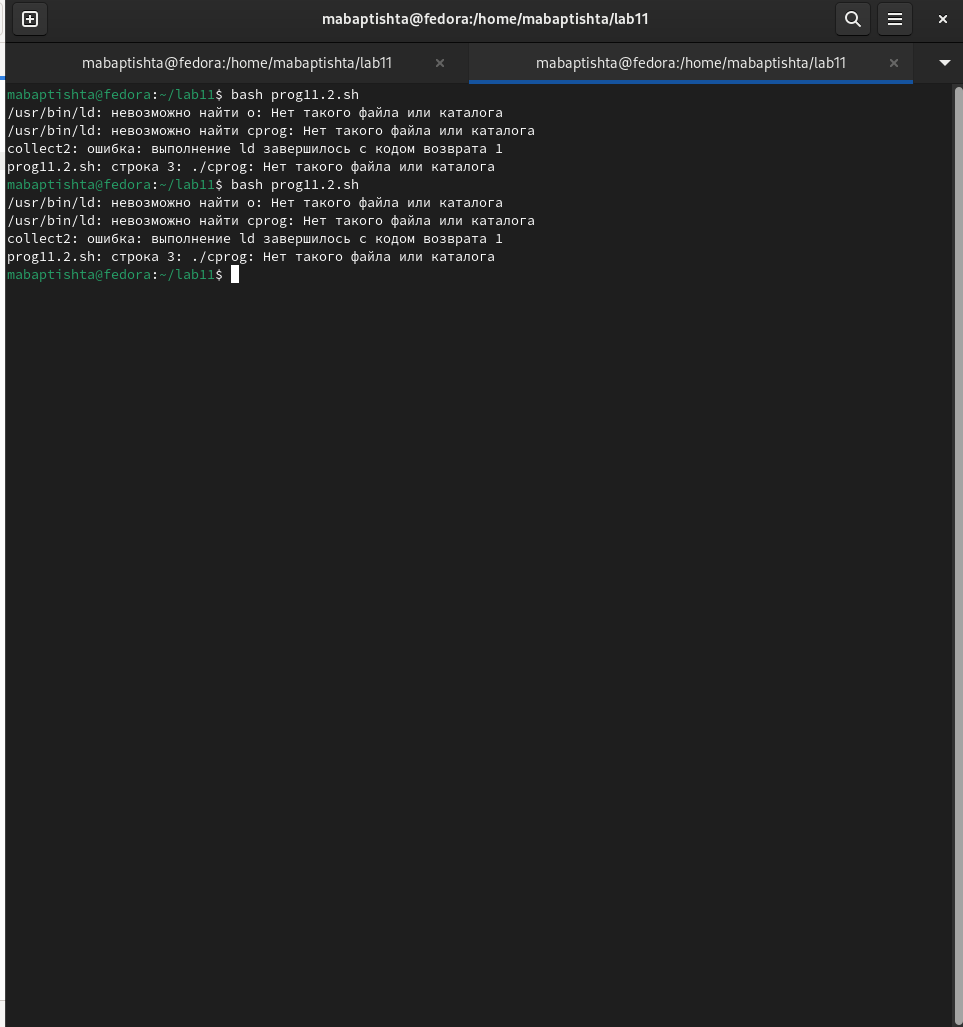 mabaptishta@fedora:/home/mabaptishta/lab11
mabaptishta@fedora:/home/mabaptishta/lab11
mabaptishta@fedora:/home/mabaptishta/lab11
mabaptishta@fedora:~/lab11$ bash prog11.2.sh
/usr/bin/ld: невозможно найти o: Нет такого файла или каталога
/usr/bin/ld: невозможно найти cprog: Нет такого файла или каталога
collect2: ошибка: выполнение ld завершилось с кодом возврата 1
prog11.2.sh: строка 3: ./cprog: Нет такого файла или каталога
mabaptishta@fedora:~/lab11$ bash prog11.2.sh
/usr/bin/ld: невозможно найти o: Нет такого файла или каталога
/usr/bin/ld: невозможно найти cprog: Нет такого файла или каталога
collect2: ошибка: выполнение ld завершилось с кодом возврата 1
prog11.2.sh: строка 3: ./cprog: Нет такого файла или каталога
mabaptishta@fedora:~/lab11$